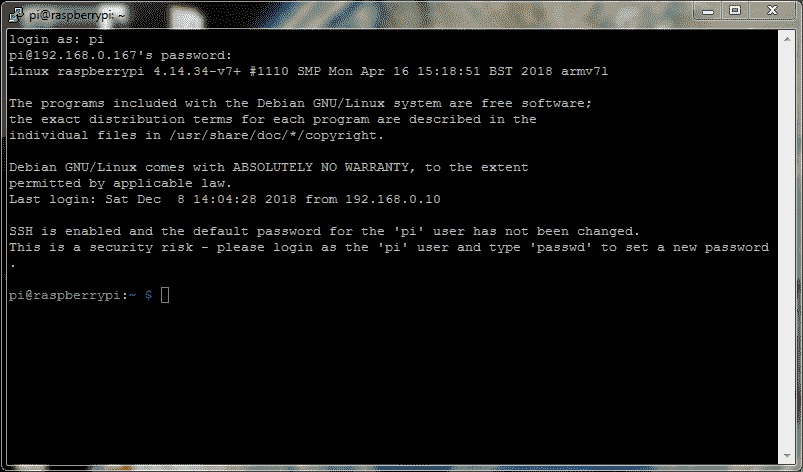 pi@raspberrypi: ~
login as: pi
pi@192.168.0.167's password:
Linux raspberrypi 4.14.34-v7+ #1110 SMP Mon Apr 16 15:18:51 BST 2018 armv7l
The programs included with the Debian GNU/Linux system are free software;
the exact distribution terms for each program are described in the
individual files in /usr/share/doc/*/copyright.
Debian GNU/Linux comes with ABSOLUTELY NO WARRANTY, to the extent
permitted by applicable law.
Last login: Sat Dec  8 14:04:28 2018 from 192.168.0.10
SSH is enabled and the default password for the 'pi' user has not been changed.
This is a security risk - please login as the 'pi' user and type 'passwd' to set a new password
.
pi@raspberrypi:~ $